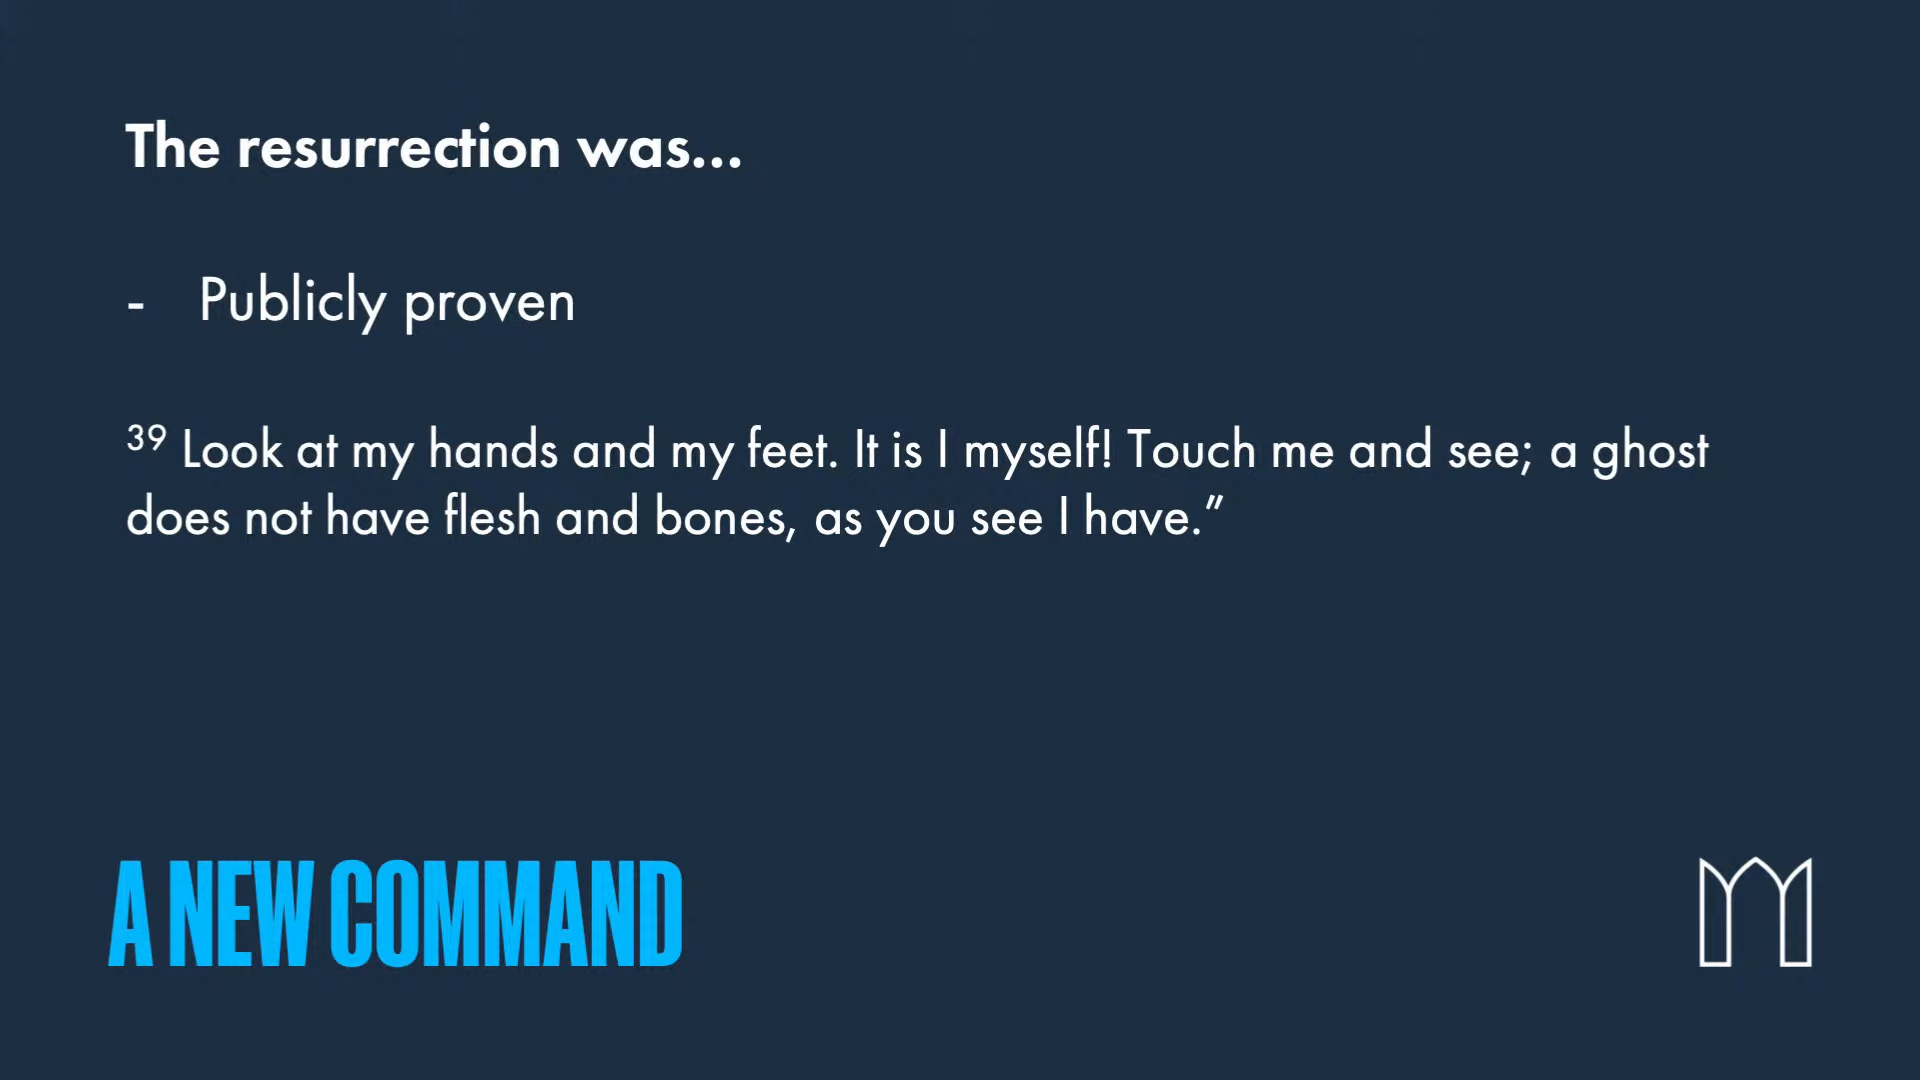 The resurrection was...
- Publicly proven
39 Look at my hands and my feet. It is I myself! Touch me and see; a ghost
does not have flesh and bones, as you see I have.”
A NEW COMMAND